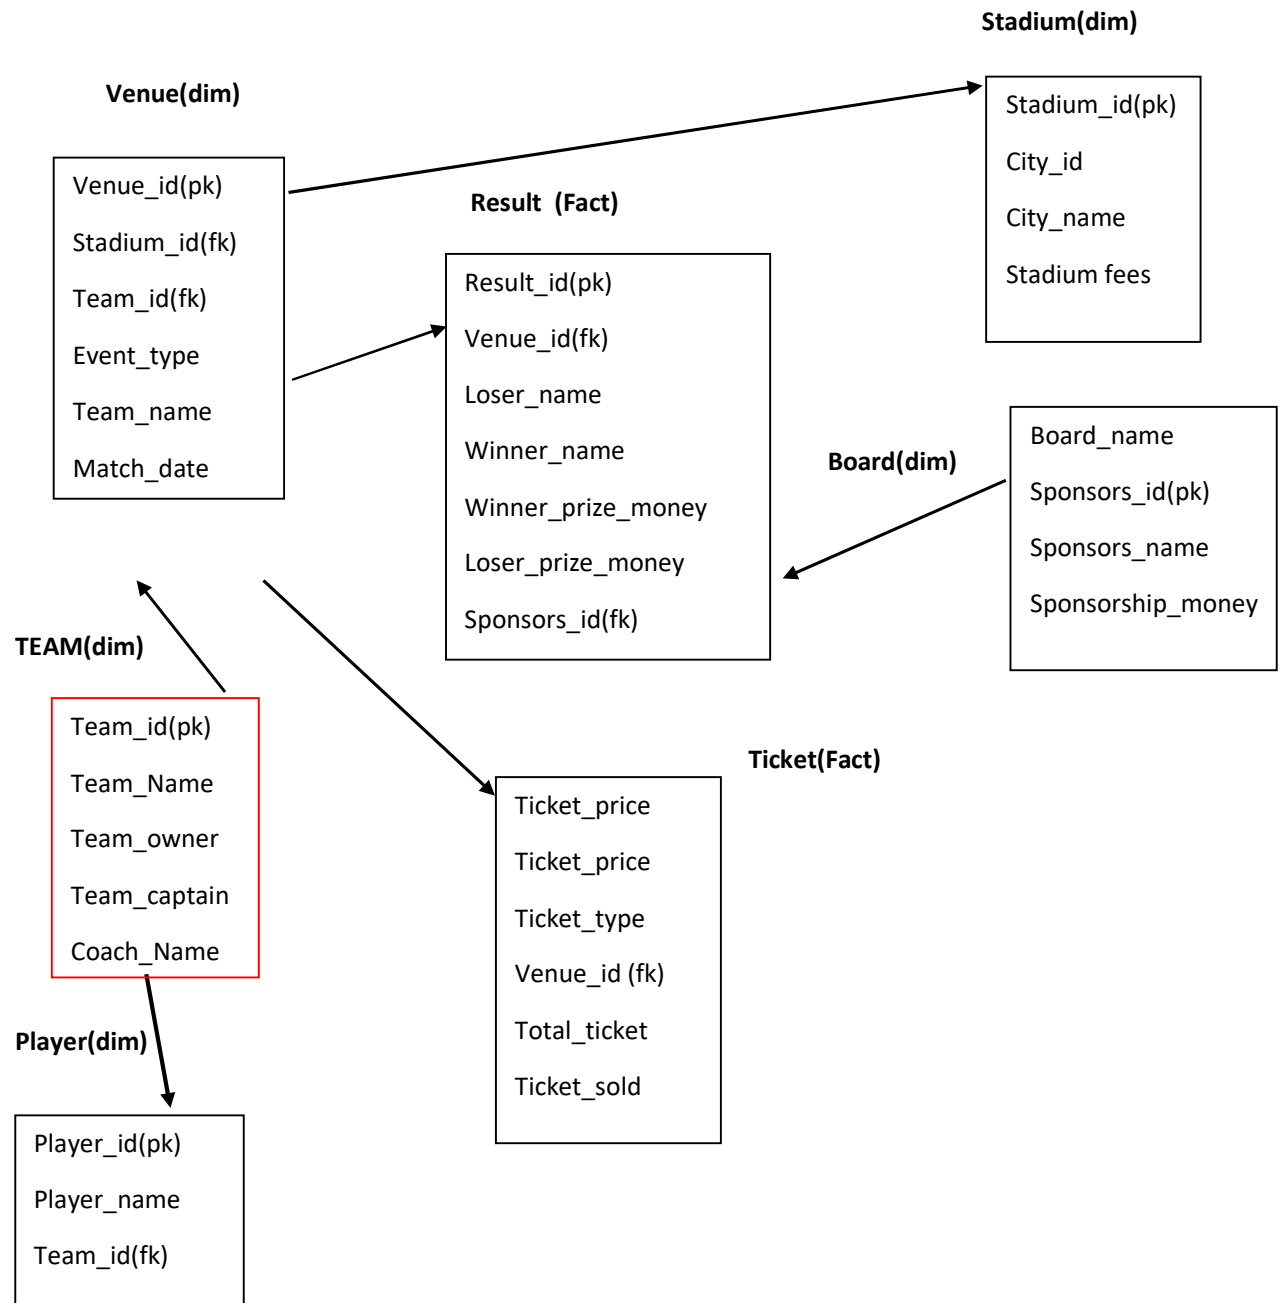 Stadium(dim)
Stadium_id(pk)
City_id
City_name
Stadium fees
Venue(dim)
Venue_id(pk)
Stadium_id(fk)
Team_id(fk)
Event_type
Team_name
Match_date
Result  (Fact)
Result_id(pk)
Venue_id(fk)
Loser_name
Winner_name
Winner_prize_money
Loser_prize_money
Sponsors_id(fk)
Board(dim)
Board_name
Sponsors_id(pk)
Sponsors_name
Sponsorship_money
TEAM(dim)
Team_id(pk)
Team_Name
Team_owner
Team_captain
Coach_Name
Ticket(Fact)
Ticket_price
Ticket_price
Ticket_type
Venue_id (fk)
Total_ticket
Ticket_sold
Player(dim)
Player_id(pk)
Player_name
Team_id(fk)